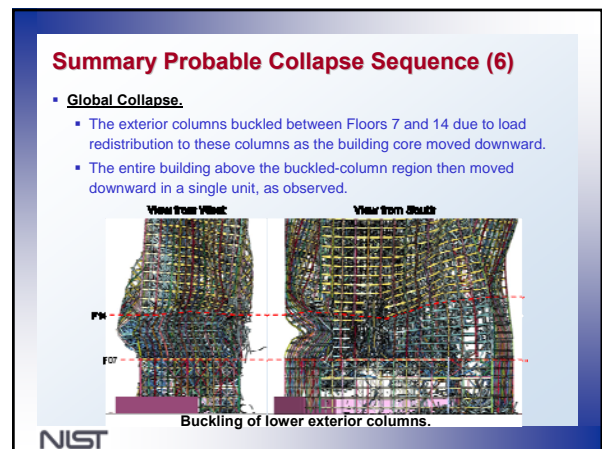 Summary Probable Collapse Sequence (6)
Global Collapse.
The exterior columns buckled between Floors 7 and 14 due to load
redistribution to these columns as the building core moved downward.
The entire building above the buckled-column region then moved
downward in a single unit, as observed.
View from West
View from South
F14
F07
Buckling of lower exterior columns.
NIST